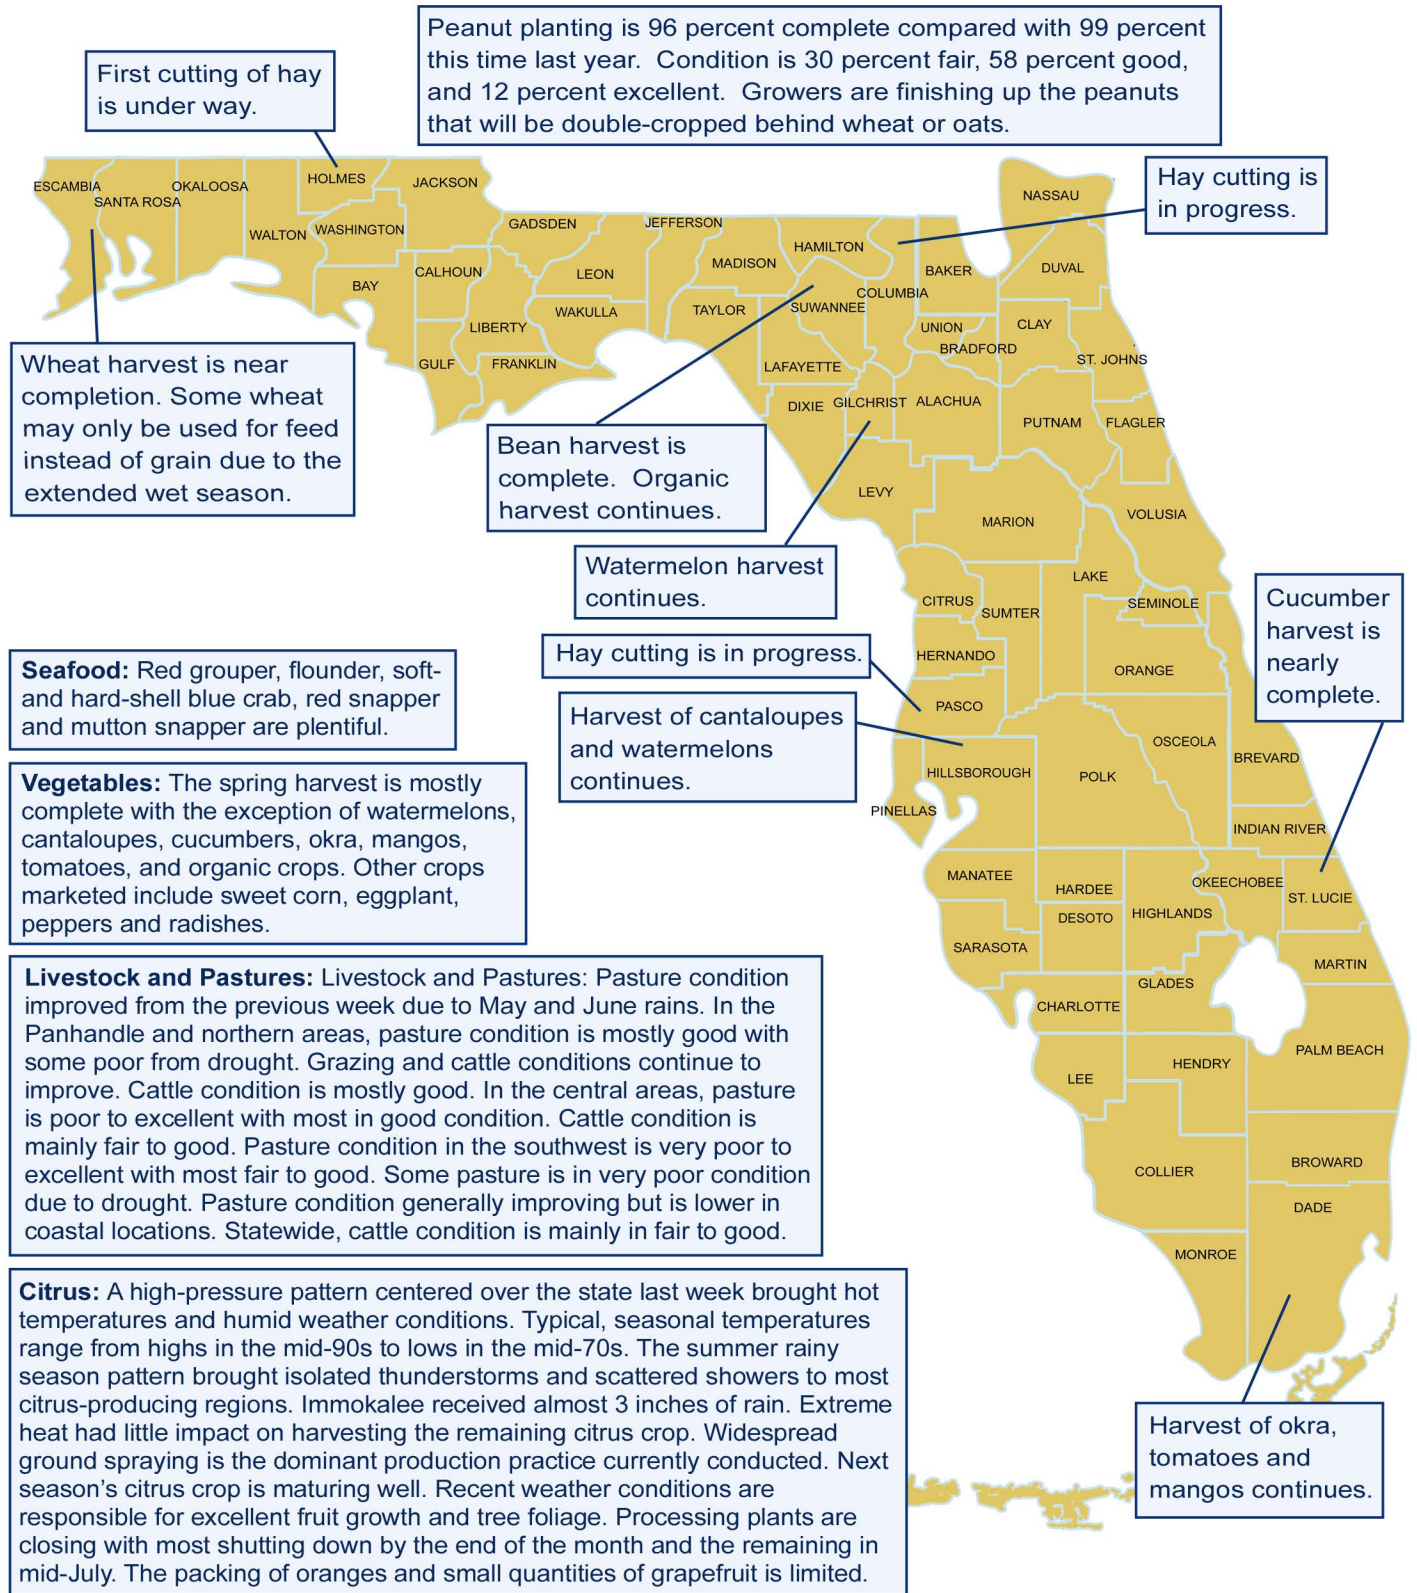 Peanut planting is 96 percent complete compared with 99 percent
this time last year.  Condition is 30 percent fair, 58 percent good,
and 12 percent excellent.  Growers are finishing up the peanuts
that will be double-cropped behind wheat or oats.
First cutting of hay
is under way.
Hay cutting is
in progress.
ESCAMBIA
SANTA ROSA
OKALOOSA
WALTON
HOLMES
WASHINGTON
JACKSON
BAY
CALHOUN
GULF
LIBERTY
GADSDEN
FRANKLIN
LEON
WAKULLA
JEFFERSON
MADISON
TAYLOR
HAMILTON
SUWANNEE
LAFAYETTE
DIXIE
COLUMBIA
GILCHRIST
BAKER
UNION
BRADFORD
ALACHUA
NASSAU
DUVAL
CLAY
ST. JOHNS
PUTNAM
FLAGLER
LEVY
MARION
VOLUSIA
CITRUS
SUMTER
LAKE
SEMINOLE
HERNANDO
ORANGE
PASCO
OSCEOLA
BREVARD
HILLSBOROUGH
POLK
PINELLAS
INDIAN RIVER
MANATEE
HARDEE
HIGHLANDS
OKEECHOBEE
ST. LUCIE
DESOTO
SARASOTA
MARTIN
CHARLOTTE
GLADES
LEE
HENDRY
PALM BEACH
COLLIER
BROWARD
DADE
MONROE
Wheat harvest is near
completion. Some wheat
may only be used for feed
instead of grain due to the
extended wet season.
Bean harvest is
complete.  Organic
harvest continues.
Watermelon harvest
continues.
Hay cutting is in progress.
Harvest of cantaloupes
and watermelons
continues.
Cucumber
harvest is
nearly
complete.
Seafood: Red grouper, flounder, soft-
and hard-shell blue crab, red snapper
and mutton snapper are plentiful.
Vegetables: The spring harvest is mostly
complete with the exception of watermelons,
cantaloupes, cucumbers, okra, mangos,
tomatoes, and organic crops. Other crops
marketed include sweet corn, eggplant,
peppers and radishes.
Livestock and Pastures: Livestock and Pastures: Pasture condition
improved from the previous week due to May and June rains. In the
Panhandle and northern areas, pasture condition is mostly good with
some poor from drought. Grazing and cattle conditions continue to
improve. Cattle condition is mostly good. In the central areas, pasture
is poor to excellent with most in good condition. Cattle condition is
mainly fair to good. Pasture condition in the southwest is very poor to
excellent with most fair to good. Some pasture is in very poor condition
due to drought. Pasture condition generally improving but is lower in
coastal locations. Statewide, cattle condition is mainly in fair to good.
Citrus: A high-pressure pattern centered over the state last week brought hot
temperatures and humid weather conditions. Typical, seasonal temperatures
range from highs in the mid-90s to lows in the mid-70s. The summer rainy
season pattern brought isolated thunderstorms and scattered showers to most
citrus-producing regions. Immokalee received almost 3 inches of rain. Extreme
heat had little impact on harvesting the remaining citrus crop. Widespread
ground spraying is the dominant production practice currently conducted. Next
season’s citrus crop is maturing well. Recent weather conditions are
responsible for excellent fruit growth and tree foliage. Processing plants are
closing with most shutting down by the end of the month and the remaining in
mid-July. The packing of oranges and small quantities of grapefruit is limited.
Harvest of okra,
tomatoes and
mangos continues.